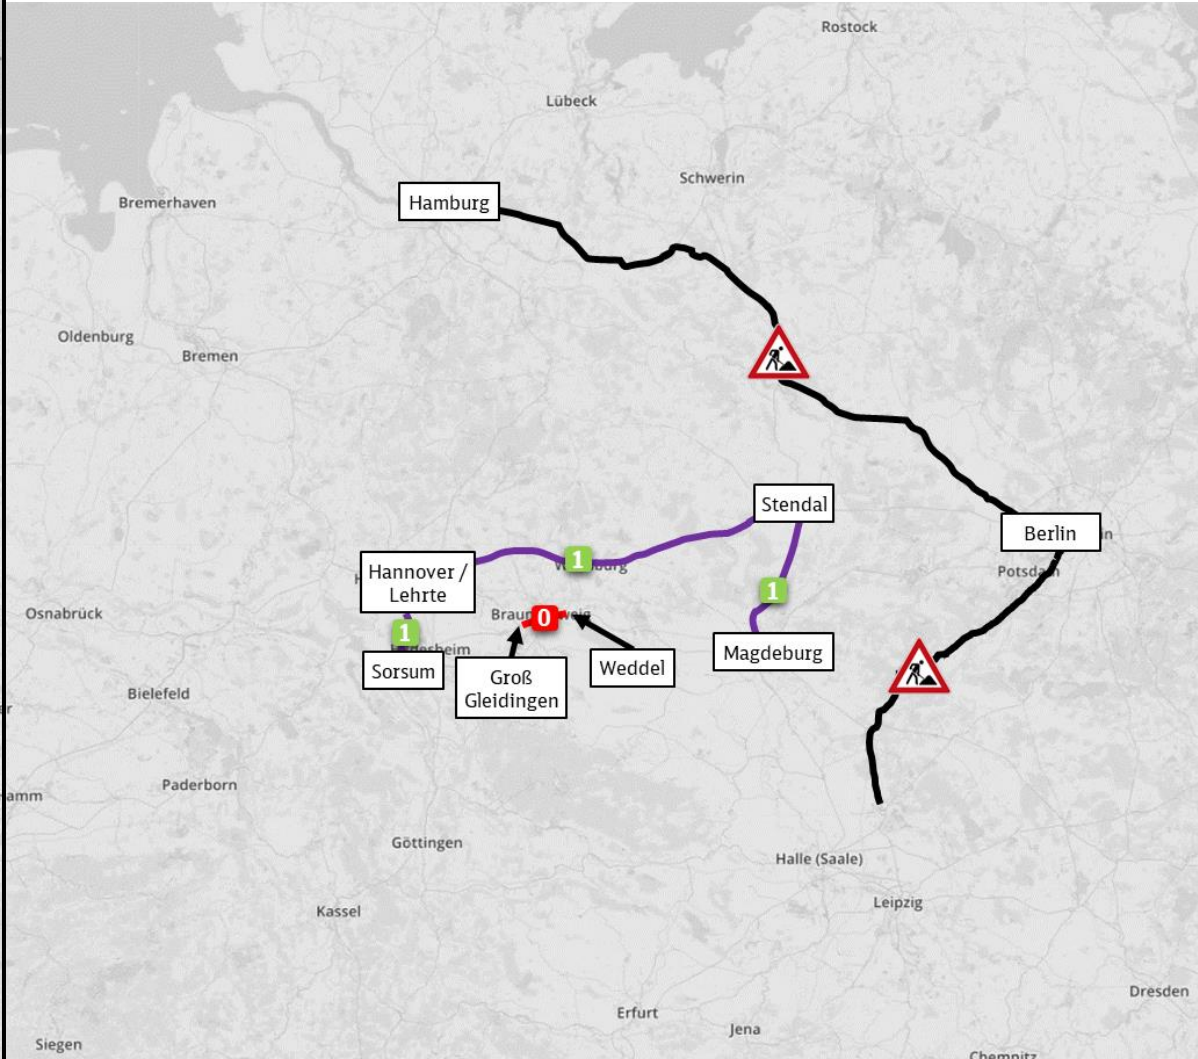 Rostock
Lübeck
Schwerin
Bremerhaven
Hamburg
Oldenburg
Bremen
Stendal
Berlin
1
Hannover /
Lehrte
Potsdam
1
Osnabrück
0
1
Sorsum
Groß
Gleidingen
Weddel
Magdeburg
Bielefeld
Paderborn
Göttingen
Halle (Saale)
Leipzig
Kassel
Dresden
Erfurt
Jena
Siegen
Chemnitz